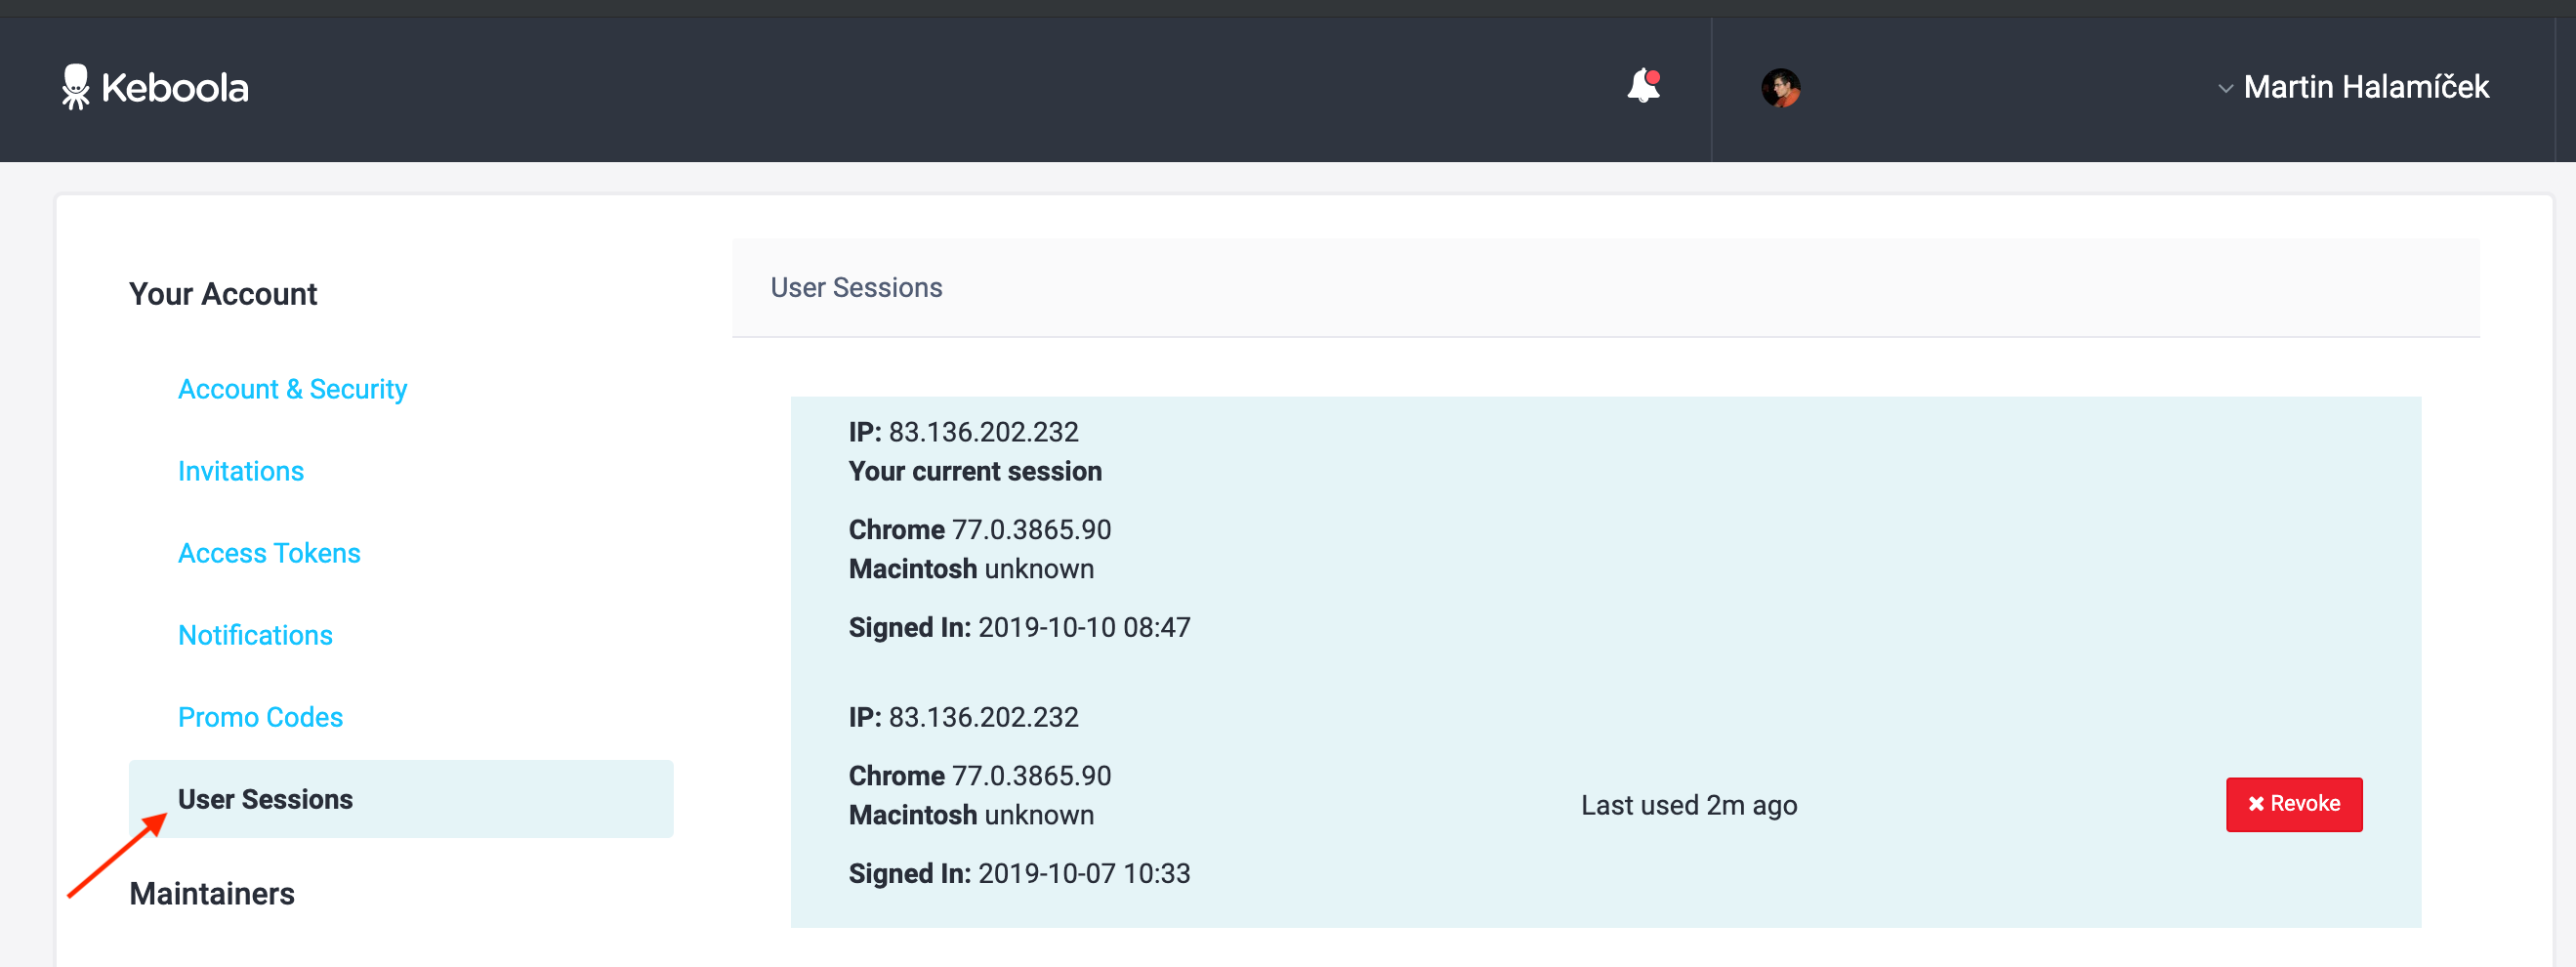 Keboola
Martin Halamíček
Your Account
Account & Security
Invitations
Access Tokens
Notifications
Promo Codes
User Sessions
Maintainers
User Sessions
IP: 83.136.202.232
Your current session
Chrome 77.0.3865.90
Macintosh unknown
Signed In: 2019-10-10 08:47
IP: 83.136.202.232
Chrome 77.0.3865.90
Macintosh unknown
Signed In: 2019-10-07 10:33
Last used 2m ago
Revoke